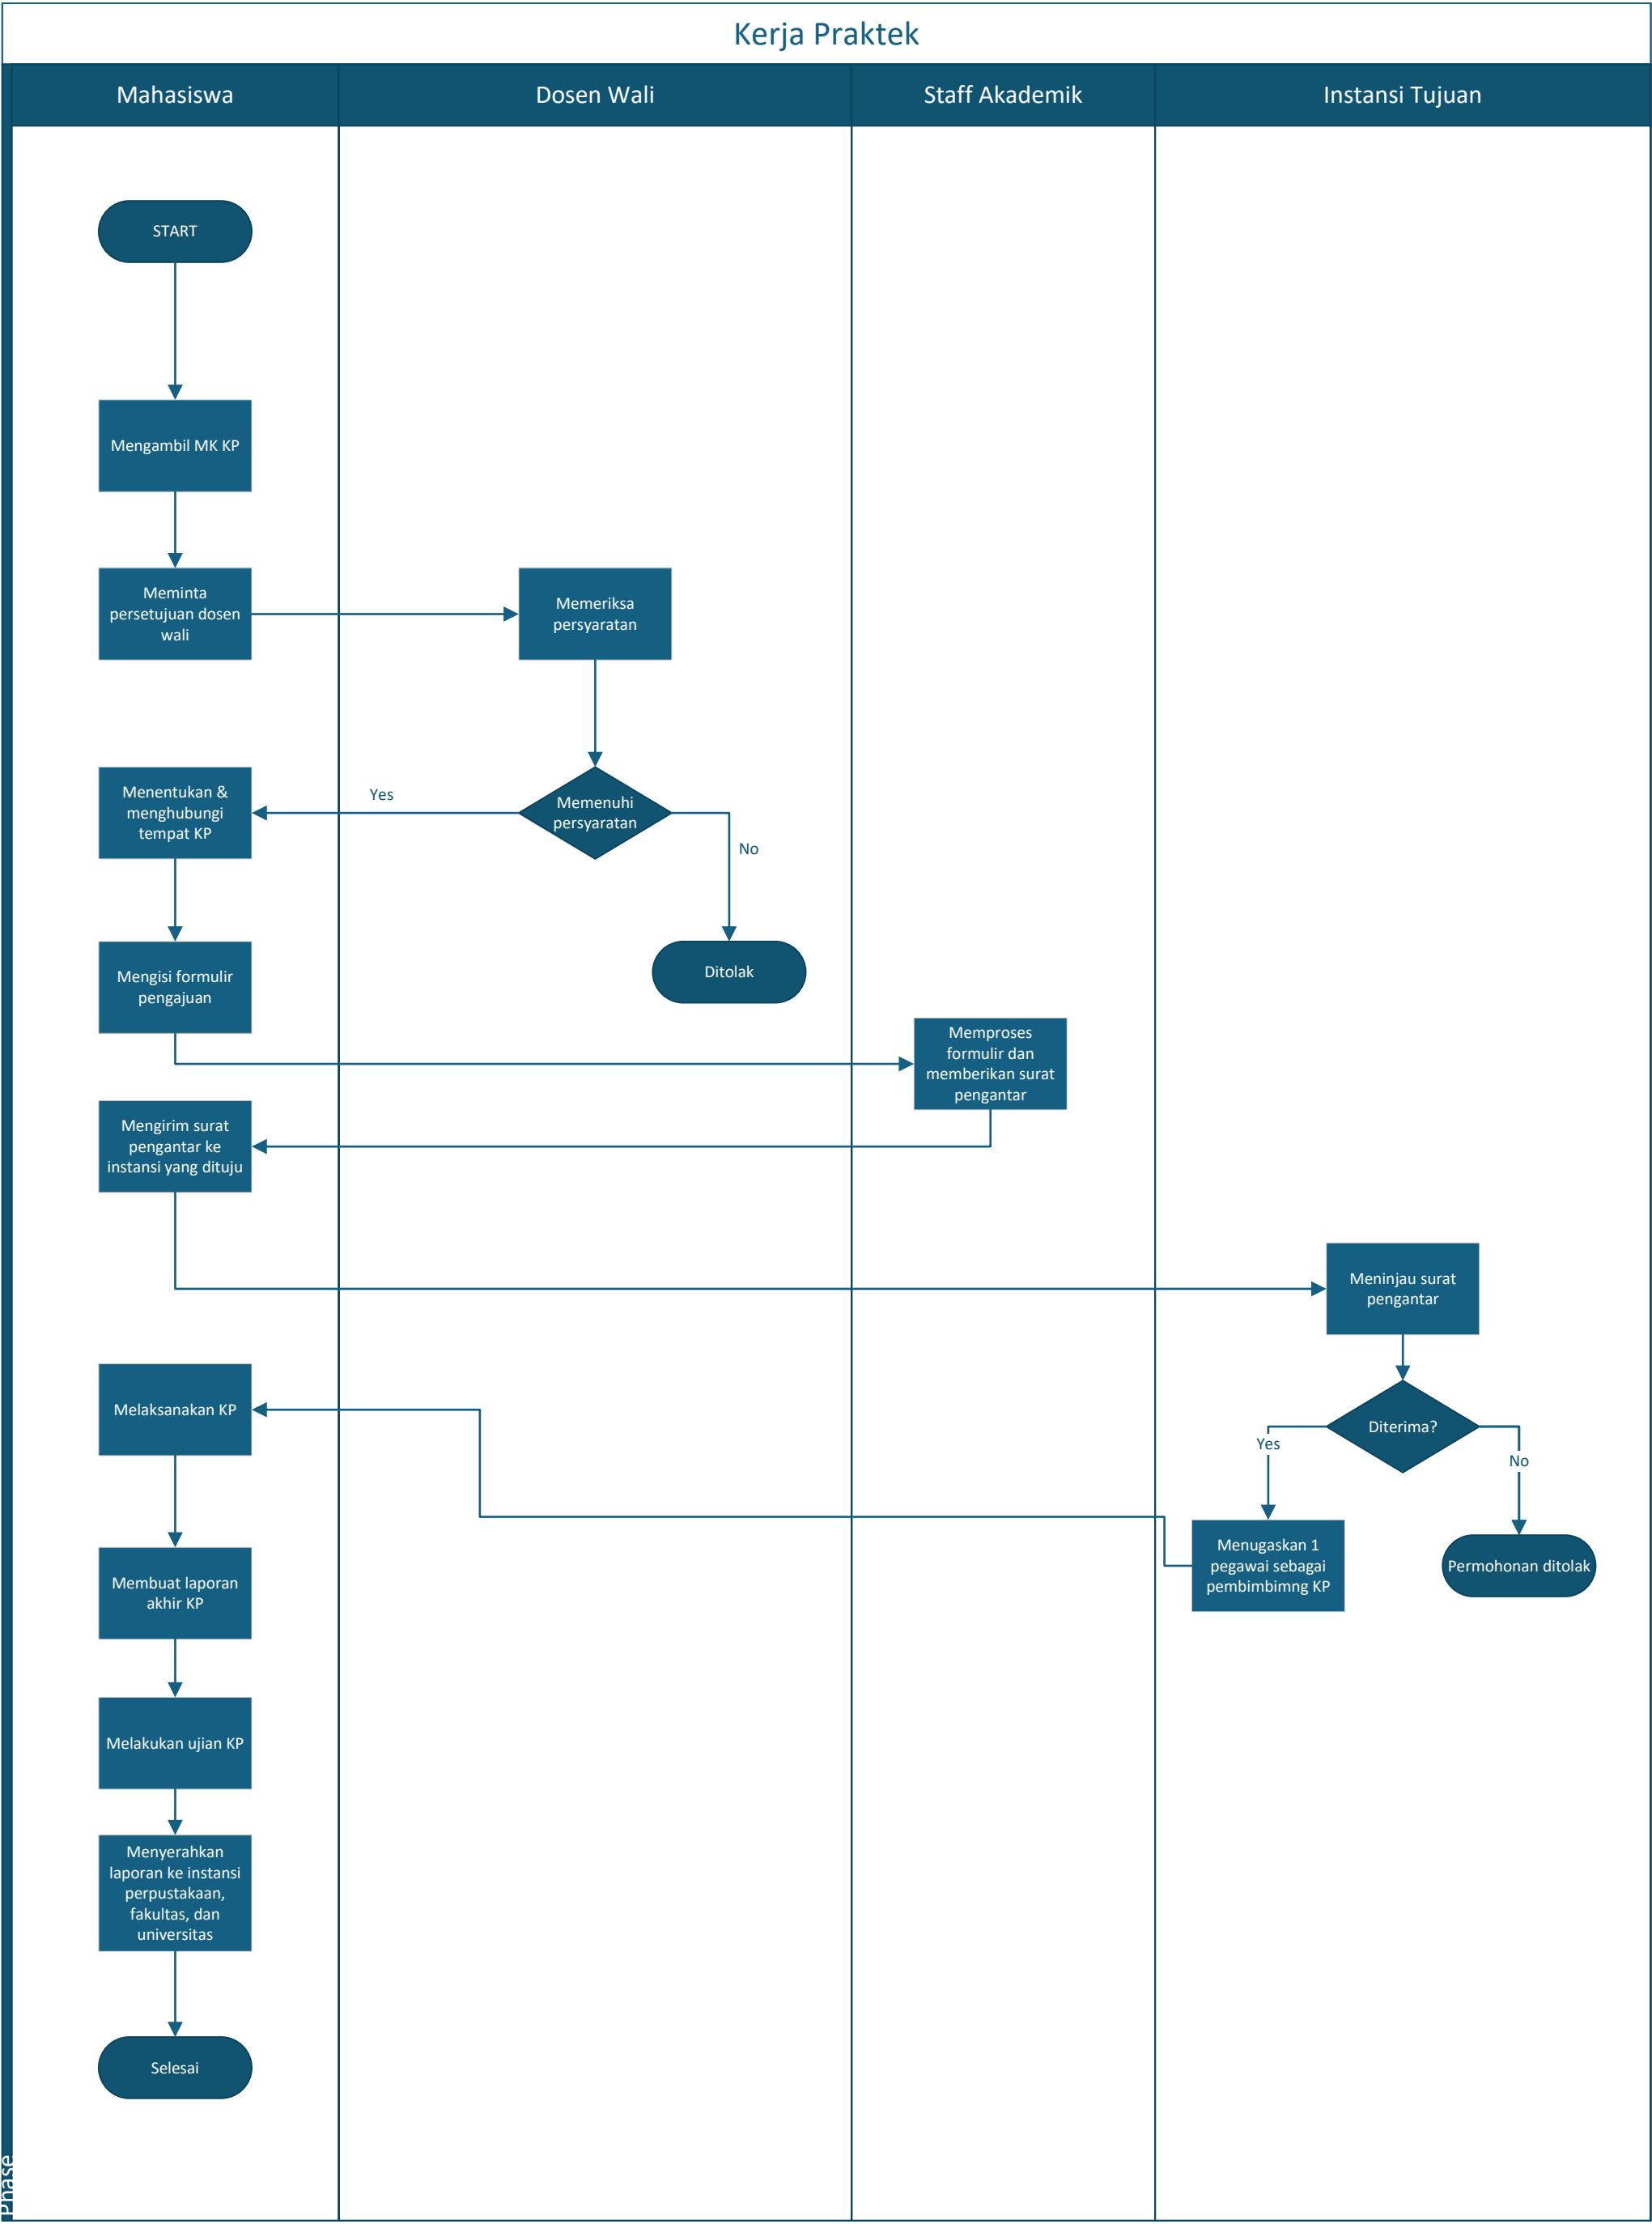 Kerja Praktek
Mahasiswa
Dosen Wali
Staff Akademik
Instansi Tujuan
START
Mengambil MK KP
Meminta
persetujuan dosen
wali
Memeriksa
persyaratan
Menentukan &
menghubungi
tempat KP
Yes
Memenuhi
persyaratan
No
Mengisi formulir
pengajuan
Ditolak
Memproses
formulir dan
memberikan surat
pengantar
Mengirim surat
pengantar ke
instansi yang dituju
Meninjau surat
pengantar
Melaksanakan KP
Diterima?
Yes
No
Menugaskan 1
pegawai sebagai
pembimbimng KP
Permohonan ditolak
Membuat laporan
akhir KP
Melakukan ujian KP
Menyerahkan
laporan ke instansi
perpustakaan,
fakultas, dan
universitas
Selesai
Phase